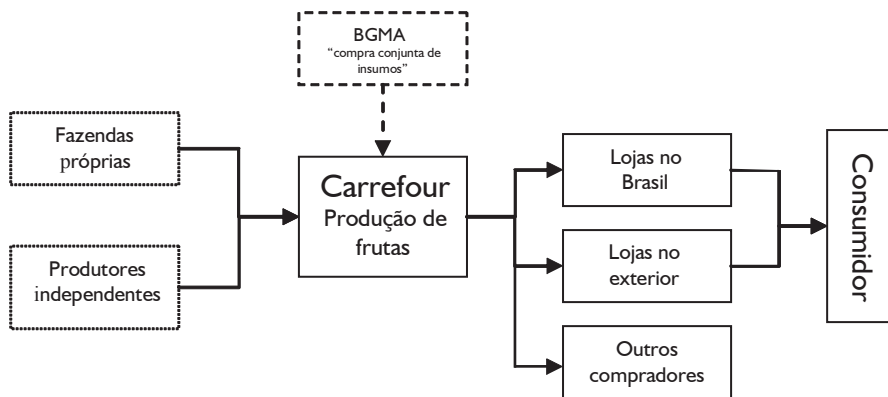 BGMA
“compra conjunta de
insumos”
Fazendas
próprias
Produtores
independentes
Carrefour
Produção de
frutas
Lojas no
Brasil
Lojas no
exterior
Outros
compradores
Consumidor